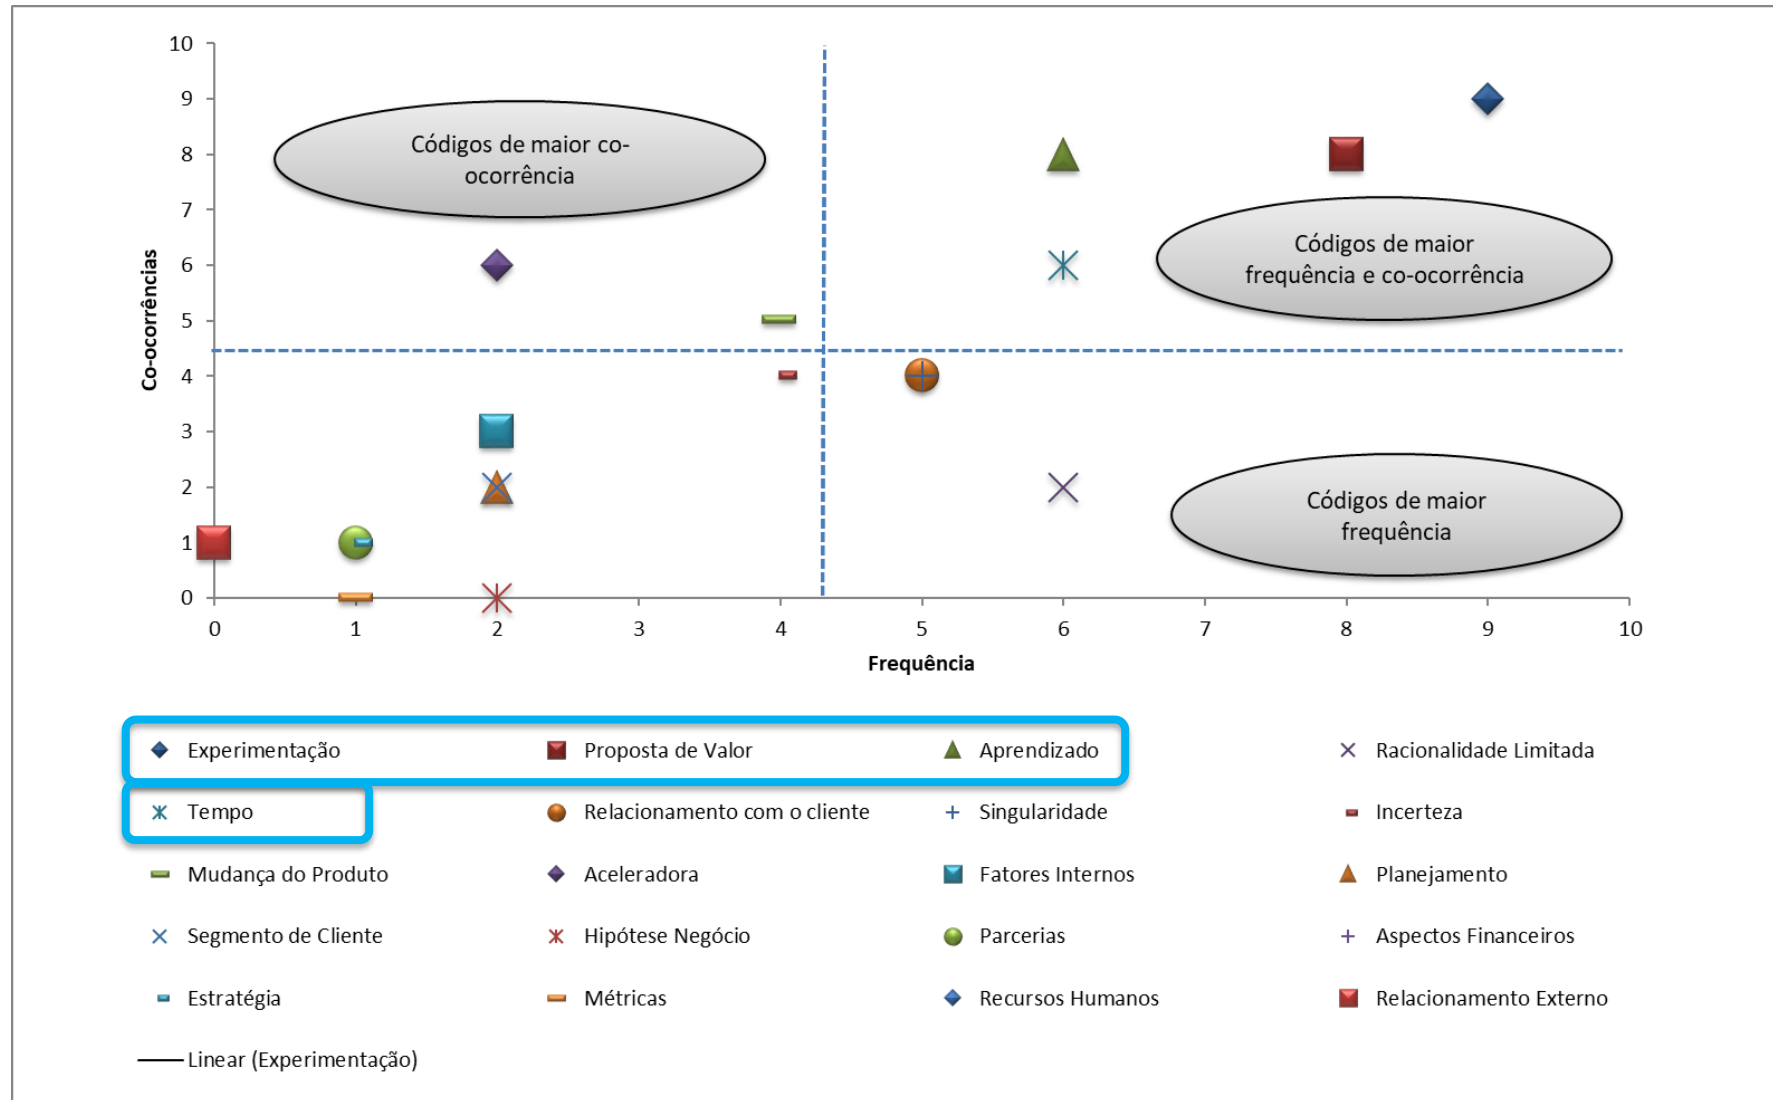 10
9
8
7
6
5
4
3
2
1
0
Co-ocorrências
Códigos de maior co-
ocorrência
Códigos de maior
frequência e co-ocorrência
Códigos de maior
frequência
0 1 2 3 4 5 6 7 8 9 10
Frequência
Experimentação Proposta de Valor Aprendizado Racionalidade Limitada
Tempo Relacionamento com o cliente Singularidade Incerteza
Mudança do Produto Aceleradora Fatores Internos Planejamento
Segmento de Cliente Hipótese Negócio Parcerias Aspectos Financeiros
Estratégia Métricas Recursos Humanos Relacionamento Externo
Linear (Experimentação)